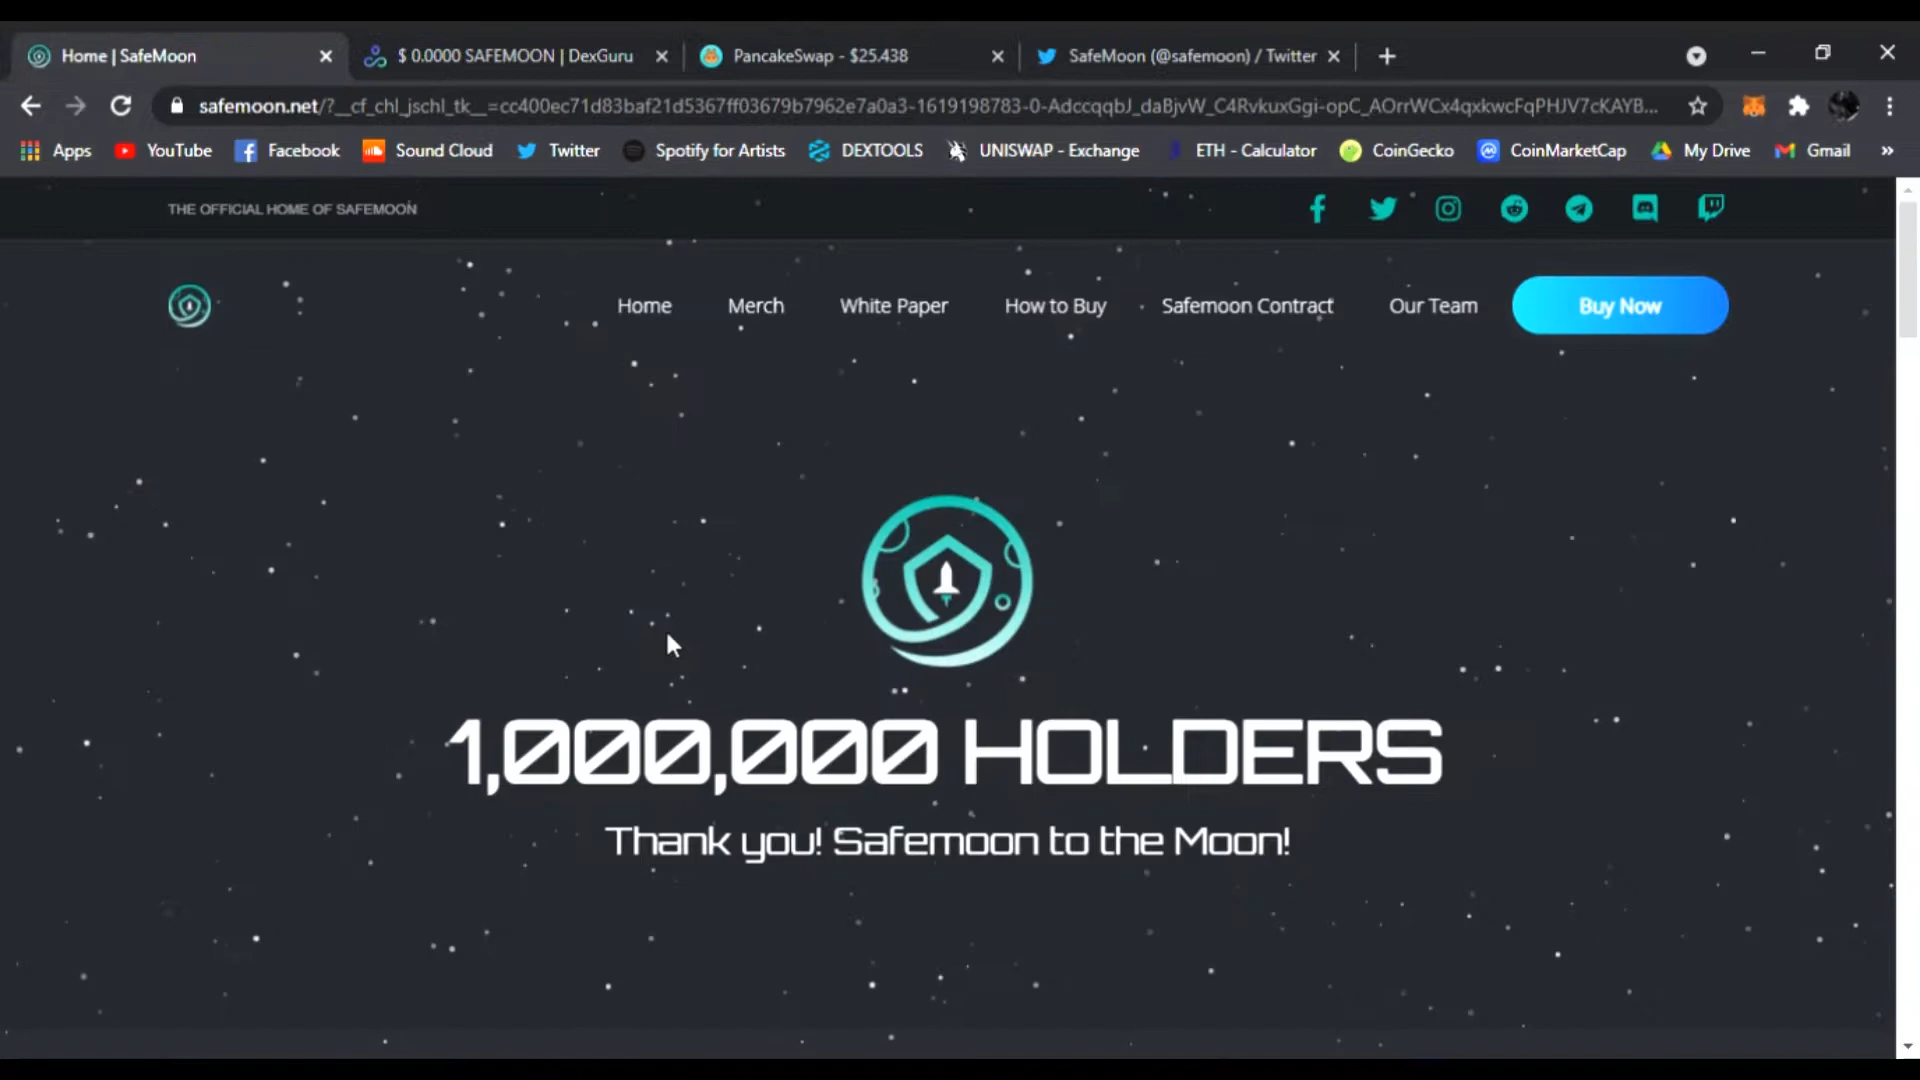 Home | SafeMoon
$ 0.0000 SAFEMOON | DexGuru
PancakeSwap - $25.438
SafeMoon (@safemoon) / Twitter
safemoon.net/?__cf_chl_jschl_tk__=cc400ec71d83baf21d5367ff03679b7962e7a0a3-1619198783-0-AdccqqbJ_daBjvW_C4RvkuxGgi-opC_AOrrWCx4qxkwcFqPHJV7cKAYB...
Apps
YouTube
Facebook
Sound Cloud
Twitter
Spotify for Artists
DEXTOOLS
UNISWAP - Exchange
ETH - Calculator
CoinGecko
CoinMarketCap
My Drive
Gmail
»
THE OFFICIAL HOME OF SAFEMOON
Home
Merch
White Paper
How to Buy
Safemoon Contract
Our Team
Buy Now
1,000,000 HOLDERS
Thank you! Safemoon to the Moon!